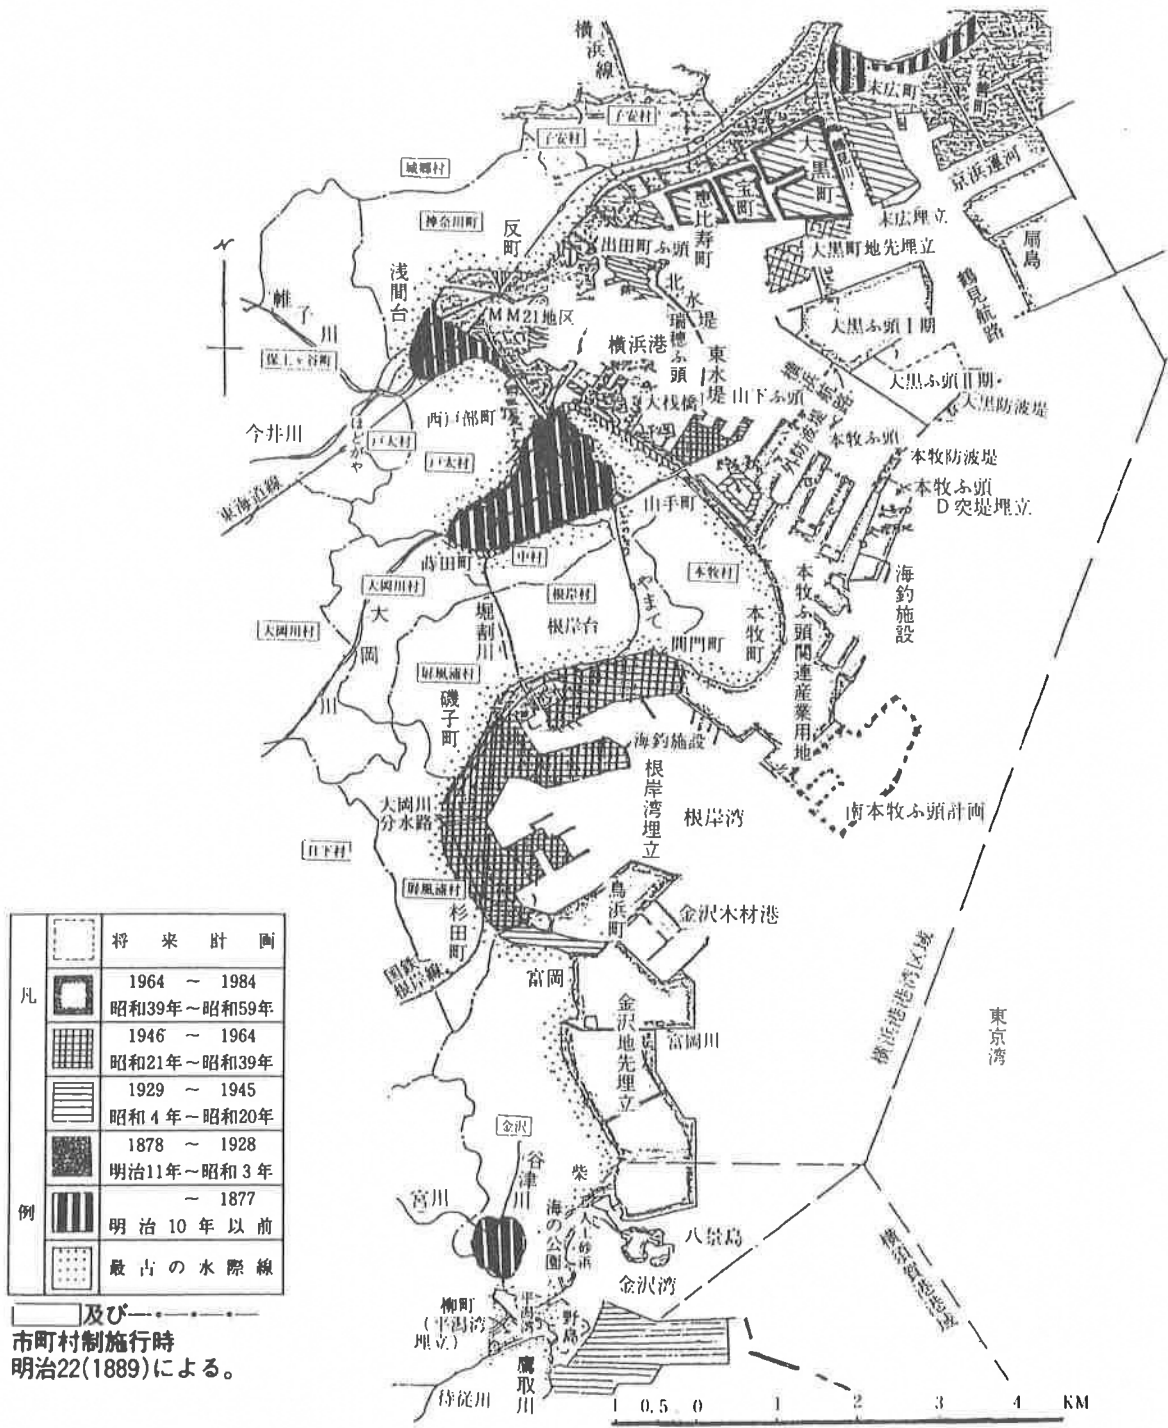 横浜線
末広町
安善町
子安村
子安村
城郷村
大黒町
鶴見川
京浜運河
神奈川町
反町
恵比寿町
宝町
末広埋立
扇島
出田町ふ頭
大黒町地先埋立
鶴見航路
浅間台
帷子川
MM21地区
北水堤
瑞穂ふ頭
横浜港
東水堤
大黒ふ頭Ⅰ期
保土ヶ谷町
大黒ふ頭Ⅱ期
大黒防波堤
横浜航路
大桟橋
山下ふ頭
西戸部町
今井川
ほどがや
戸太村
戸太村
外防波堤
本牧ふ頭
本牧防波堤
本牧ふ頭
D突堤埋立
東海道線
山手町
蒔田町
中村
本牧村
大岡川村
根岸村
やまて
海釣施設
大岡川村
大岡川
堀割川
根岸台
間門町
本牧町
本牧ふ頭関連産業用地
屏風浦村
磯子町
海釣施設
根岸湾埋立
根岸湾
南本牧ふ頭計画
大岡川
分水路
日下村
屏風浦村
杉田町
鳥浜町
金沢木材港
国鉄
根岸線
富岡
金沢地先埋立
富岡川
横浜港港湾区域
東京湾
金沢
谷津川
宮川
柴
海の公園
人工砂浜
八景島
金沢湾
横須賀港港域
柳町
(平潟湾
埋立)
平潟湾
野島
鷹取川
侍従川
1 0.5 0 1 2 3 4 KM
凡例
将来計画
1964 ～ 1984
昭和39年～昭和59年
1946 ～ 1964
昭和21年～昭和39年
1929 ～ 1945
昭和4年～昭和20年
1878 ～ 1928
明治11年～昭和3年
～ 1877
明治10年以前
最古の水際線
及び
市町村制施行時
明治22(1889)による。